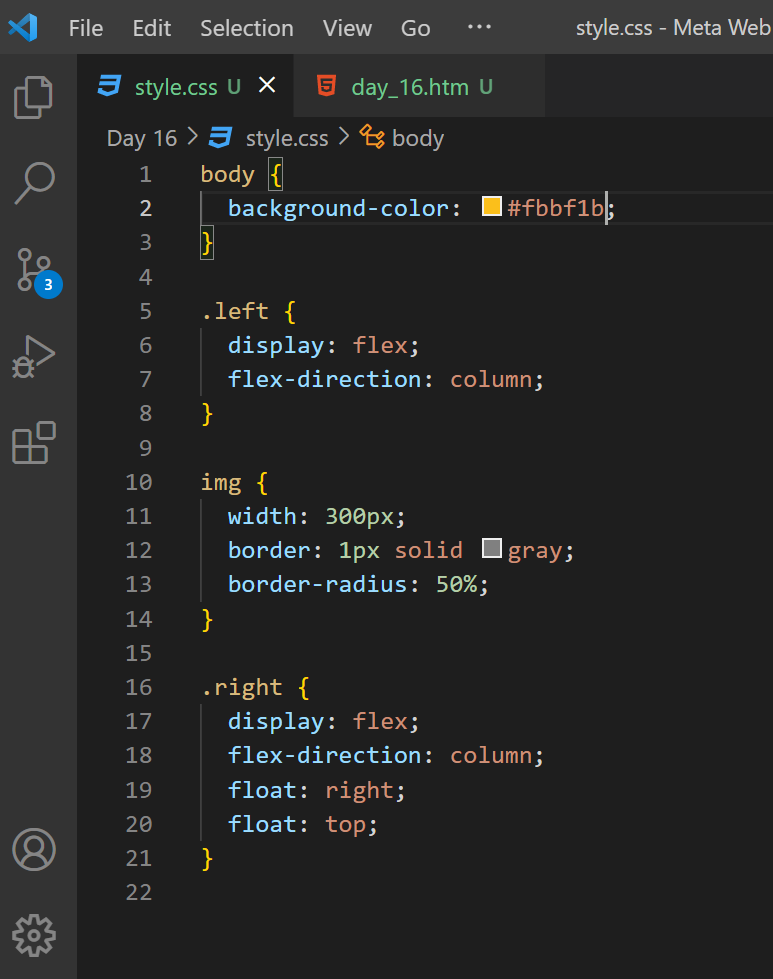 File Edit Selection View Go ··· style.css - Meta Web
style.css U × day_16.htm U
Day 16 > style.css > body
1 body {
2   background-color: #fbbf1b;
3 }
4
5 .left {
6   display: flex;
7   flex-direction: column;
8 }
9
10 img {
11   width: 300px;
12   border: 1px solid gray;
13   border-radius: 50%;
14 }
15
16 .right {
17   display: flex;
18   flex-direction: column;
19   float: right;
20   float: top;
21 }
22
3